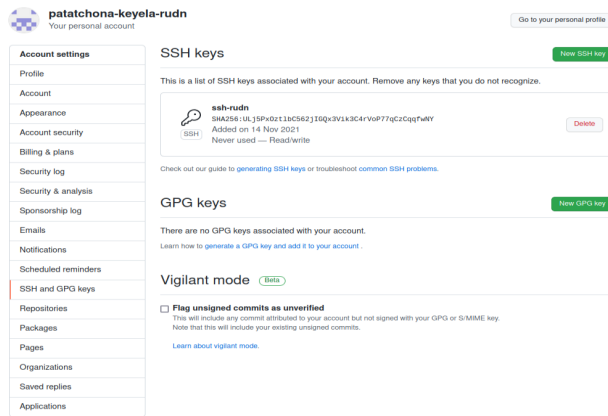 patatchona-keyela-rudn
Your personal account
Go to your personal profile
Account settings
Profile
Account
Appearance
Account security
Billing & plans
Security log
Security & analysis
Sponsorship log
Emails
Notifications
Scheduled reminders
SSH and GPG keys
Repositories
Packages
Pages
Organizations
Saved replies
Applications
SSH keys
New SSH key
This is a list of SSH keys associated with your account. Remove any keys that you do not recognize.
ssh-rudn
SHA256:ULj5PxOztlbC562jIGQx3Vik3C4rVoP77qCzCqqfwNY
SSH
Added on 14 Nov 2021
Never used — Read/write
Delete
Check out our guide to generating SSH keys or troubleshoot common SSH problems.
GPG keys
New GPG key
There are no GPG keys associated with your account.
Learn how to generate a GPG key and add it to your account .
Vigilant mode Beta
Flag unsigned commits as unverified
This will include any commit attributed to your account but not signed with your GPG or S/MIME key.
Note that this will include your existing unsigned commits.
Learn about vigilant mode.